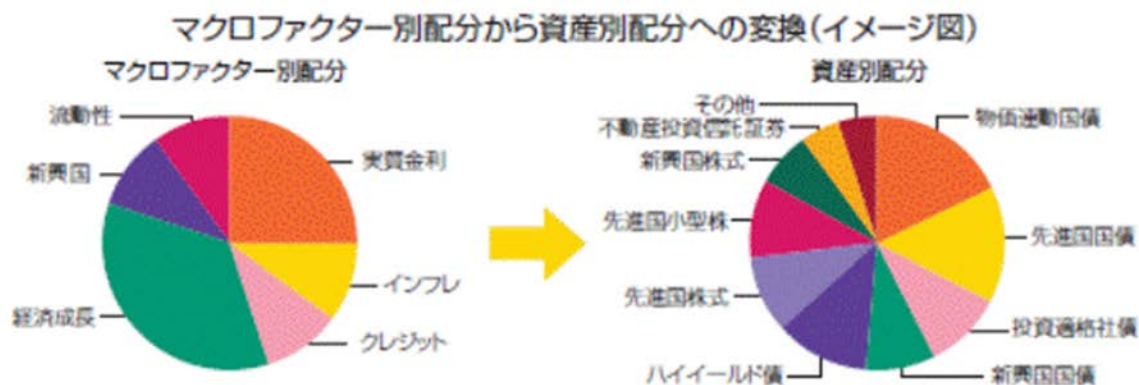 マクロファクター別配分から資産別配分への変換(イメージ図)
マクロファクター別配分
流動性
新興国
経済成長
実質金利
インフレ
クレジット
資産別配分
その他
不動産投資信託証券
新興国株式
先進国小型株
先進国株式
ハイイールド債
物価連動国債
先進国国債
投資適格社債
新興国国債